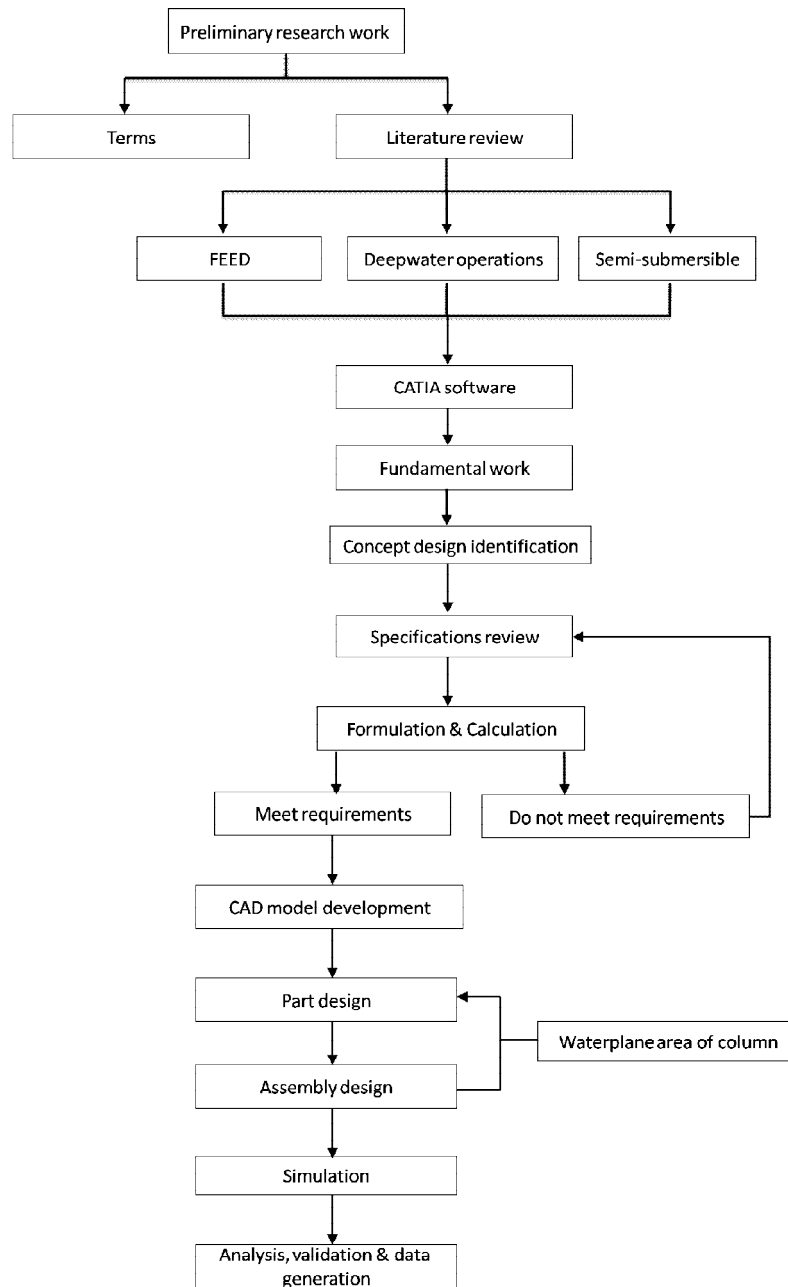 Preliminary research work
Terms
Literature review
FEED
Deepwater operations
Semi-submersible
CATIA software
Fundamental work
Concept design identification
Specifications review
Formulation & Calculation
Meet requirements
Do not meet requirements
CAD model development
Part design
Waterplane area of column
Assembly design
Simulation
Analysis, validation & data
generation